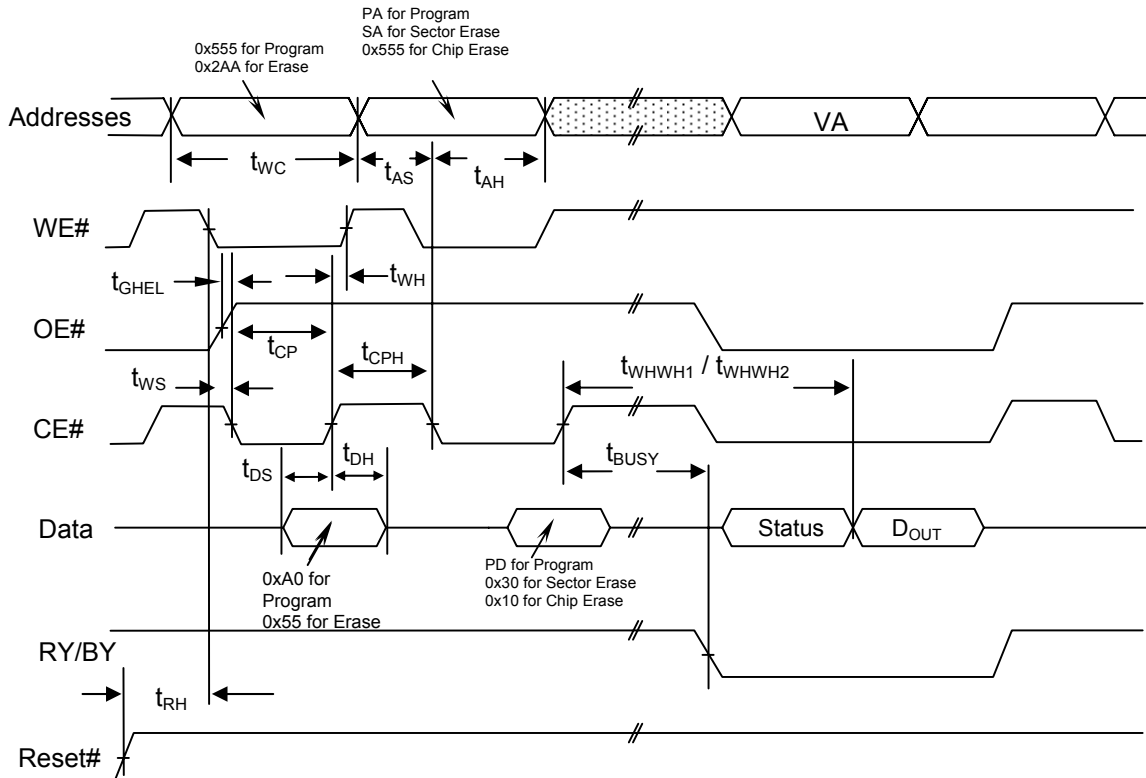 PA for Program
SA for Sector Erase
0x555 for Chip Erase
0x555 for Program
0x2AA for Erase
Addresses
VA
tWC
tAS
tAH
WE#
tGHEL
tWH
OE#
tCP
tCPH
tWHWH1 / tWHWH2
tWS
CE#
tDS
tDH
tBUSY
Data
Status
DOUT
0xA0 for
Program
0x55 for Erase
PD for Program
0x30 for Sector Erase
0x10 for Chip Erase
RY/BY
tRH
Reset#